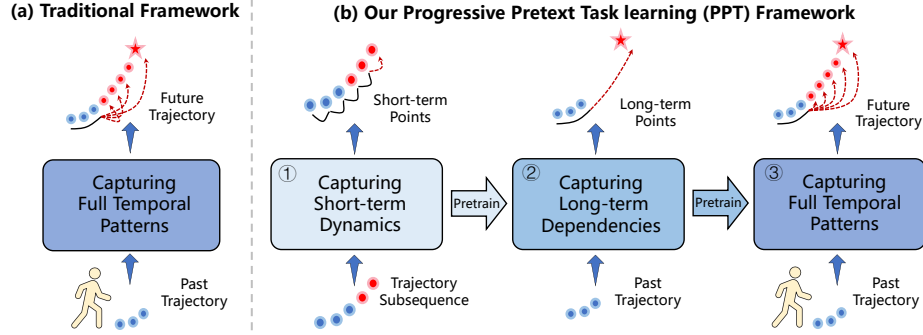 (a) Traditional Framework
Future
Trajectory
Capturing
Full Temporal
Patterns
Past
Trajectory
(b) Our Progressive Pretext Task learning (PPT) Framework
Short-term
Points
①
Capturing
Short-term
Dynamics
Trajectory
Subsequence
Pretrain
Long-term
Points
②
Capturing
Long-term
Dependencies
Past
Trajectory
Pretrain
Future
Trajectory
③
Capturing
Full Temporal
Patterns
Past
Trajectory